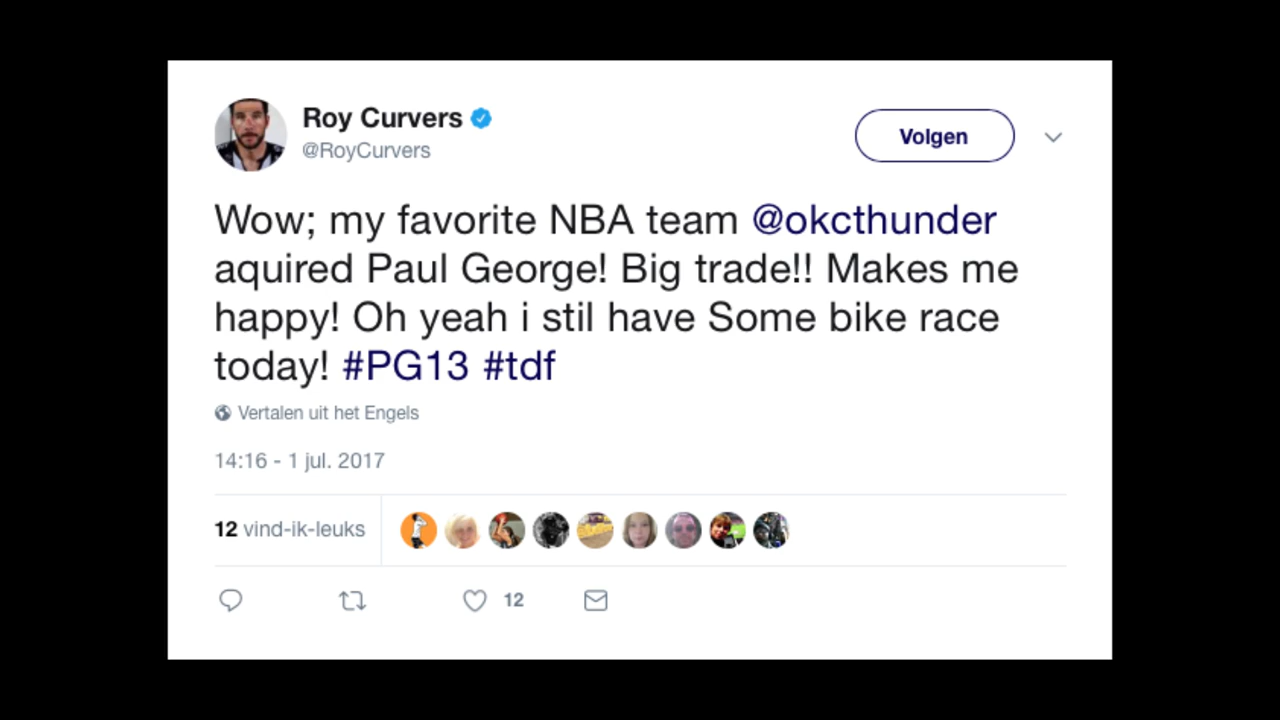 Roy Curvers
@RoyCurvers
Volgen
Wow; my favorite NBA team @okcthunder
aquired Paul George! Big trade!! Makes me
happy! Oh yeah i stil have Some bike race
today! #PG13 #tdf
Vertalen uit het Engels
14:16 - 1 jul. 2017
12 vind-ik-leuks
12